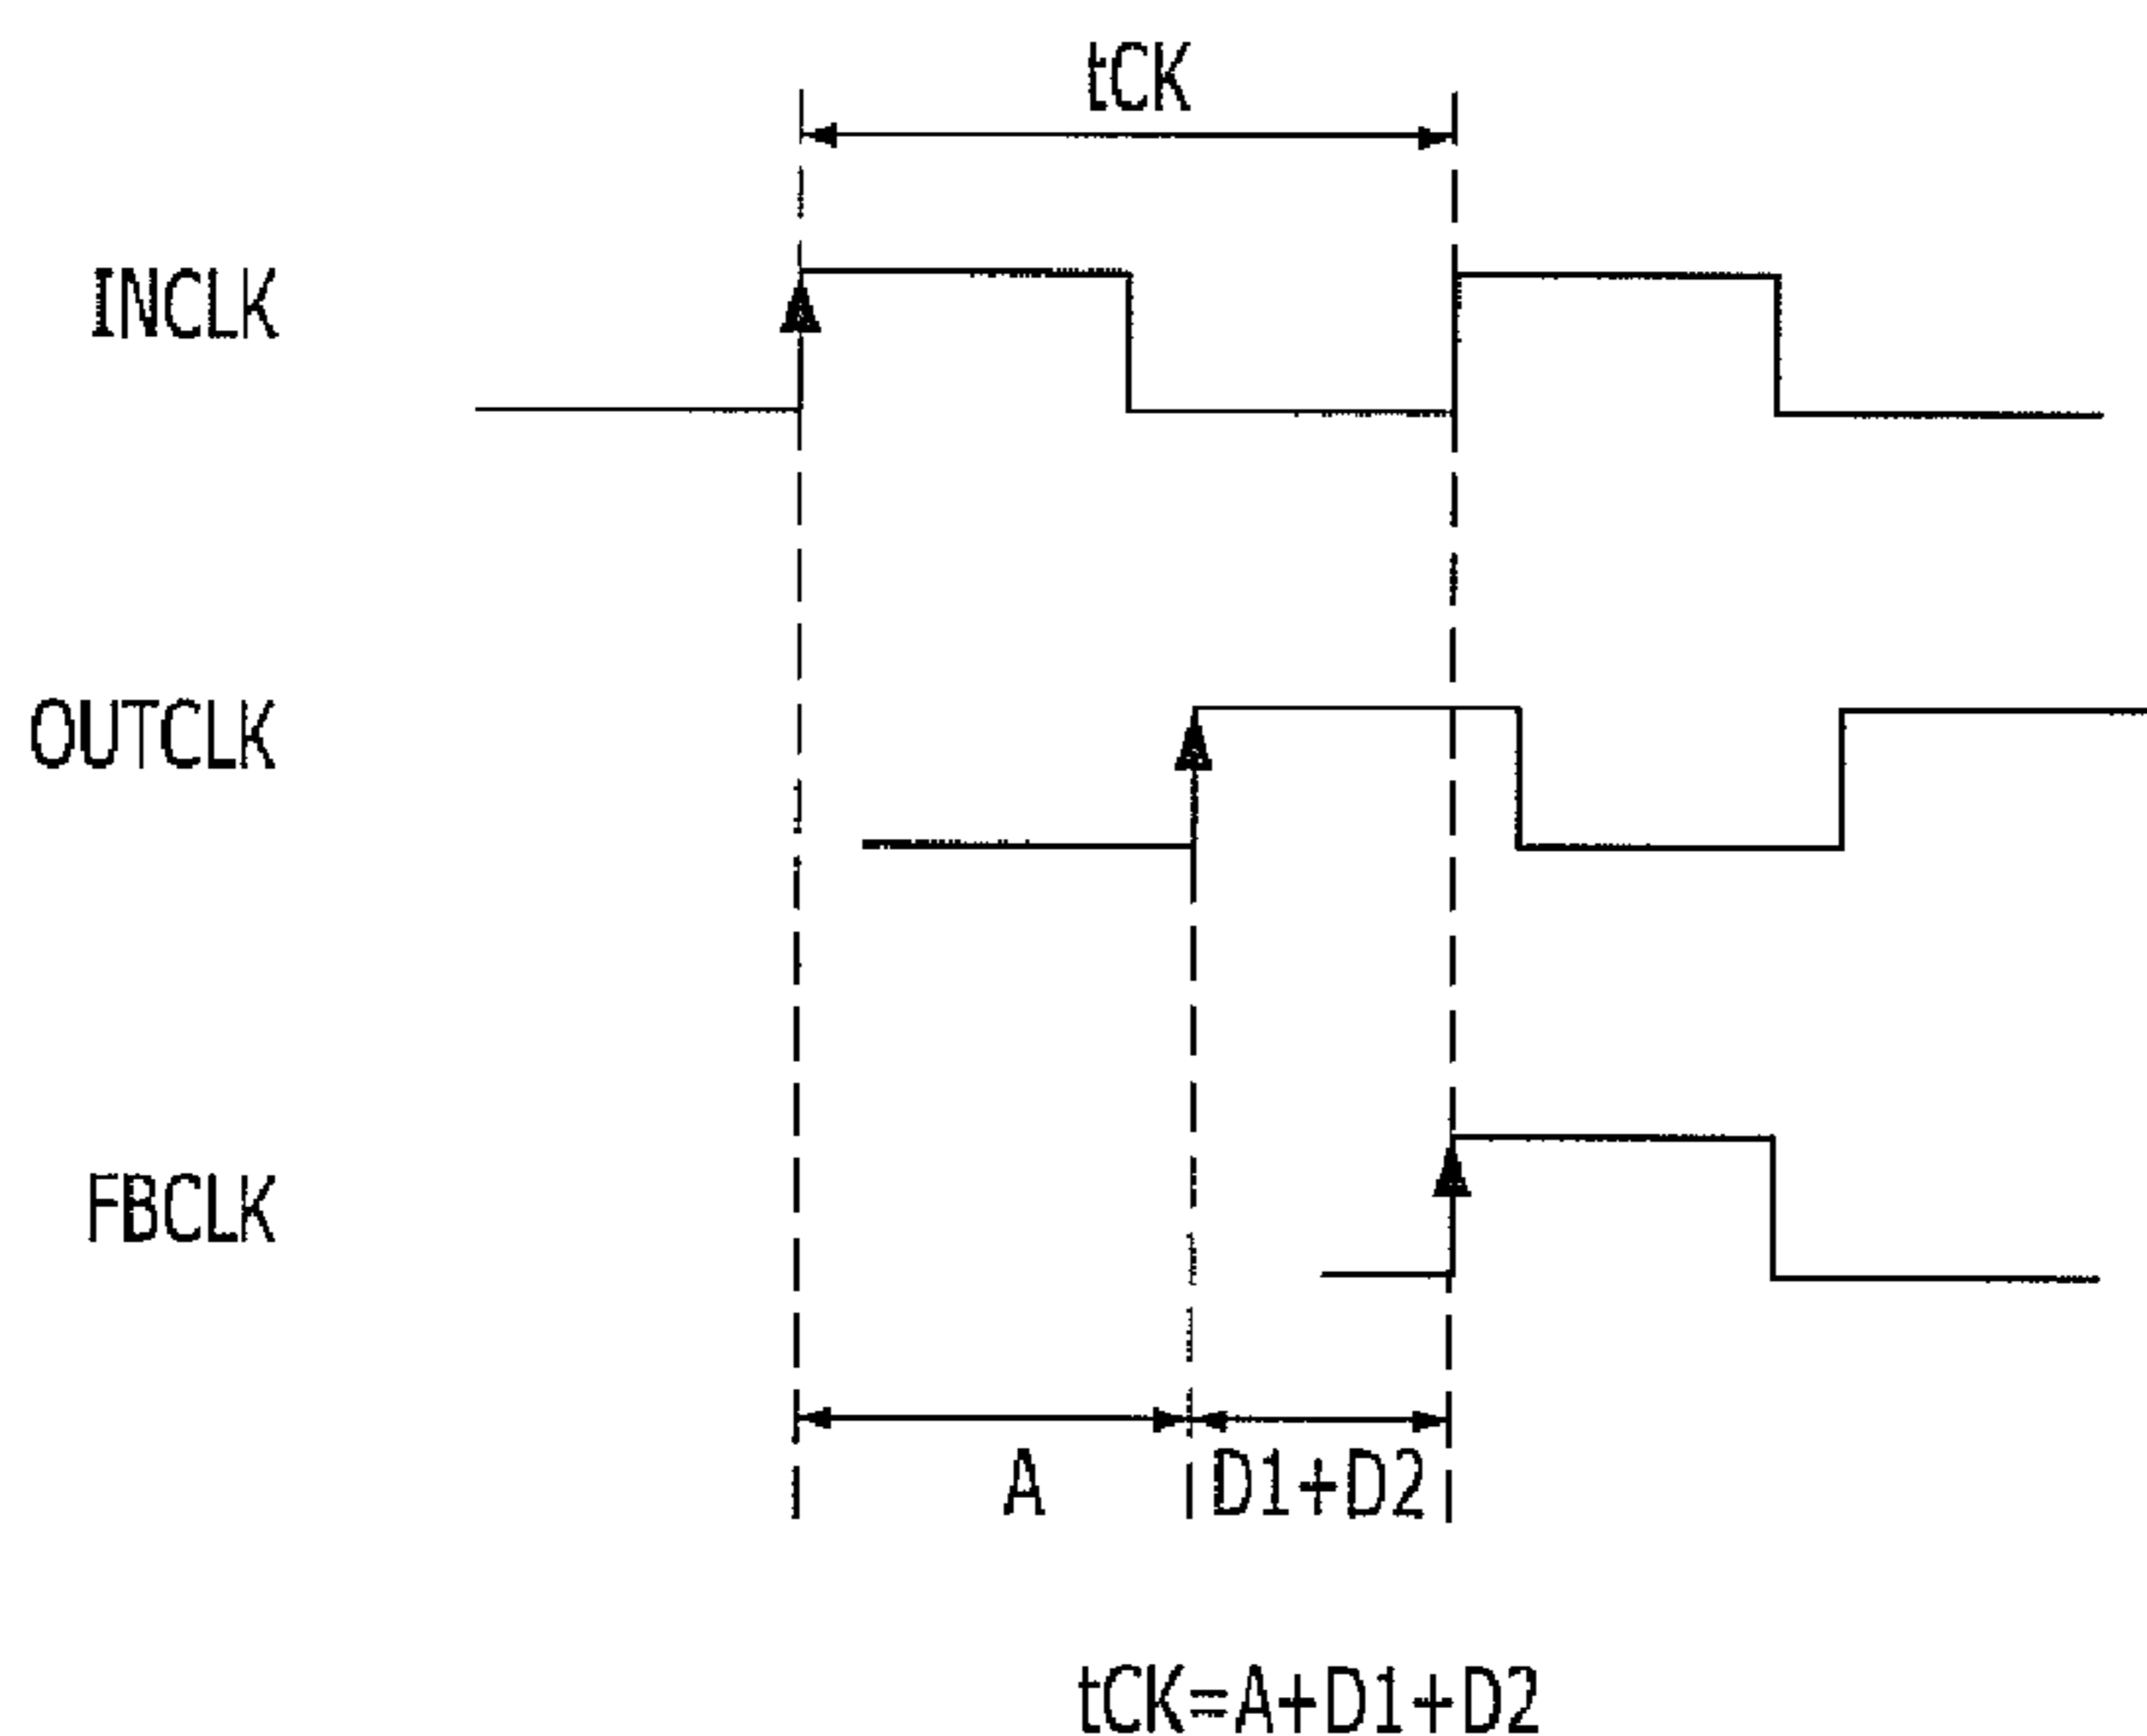 tCK
INCLK
OUTCLK
FBCLK
A
D1+D2
tCK=A+D1+D2